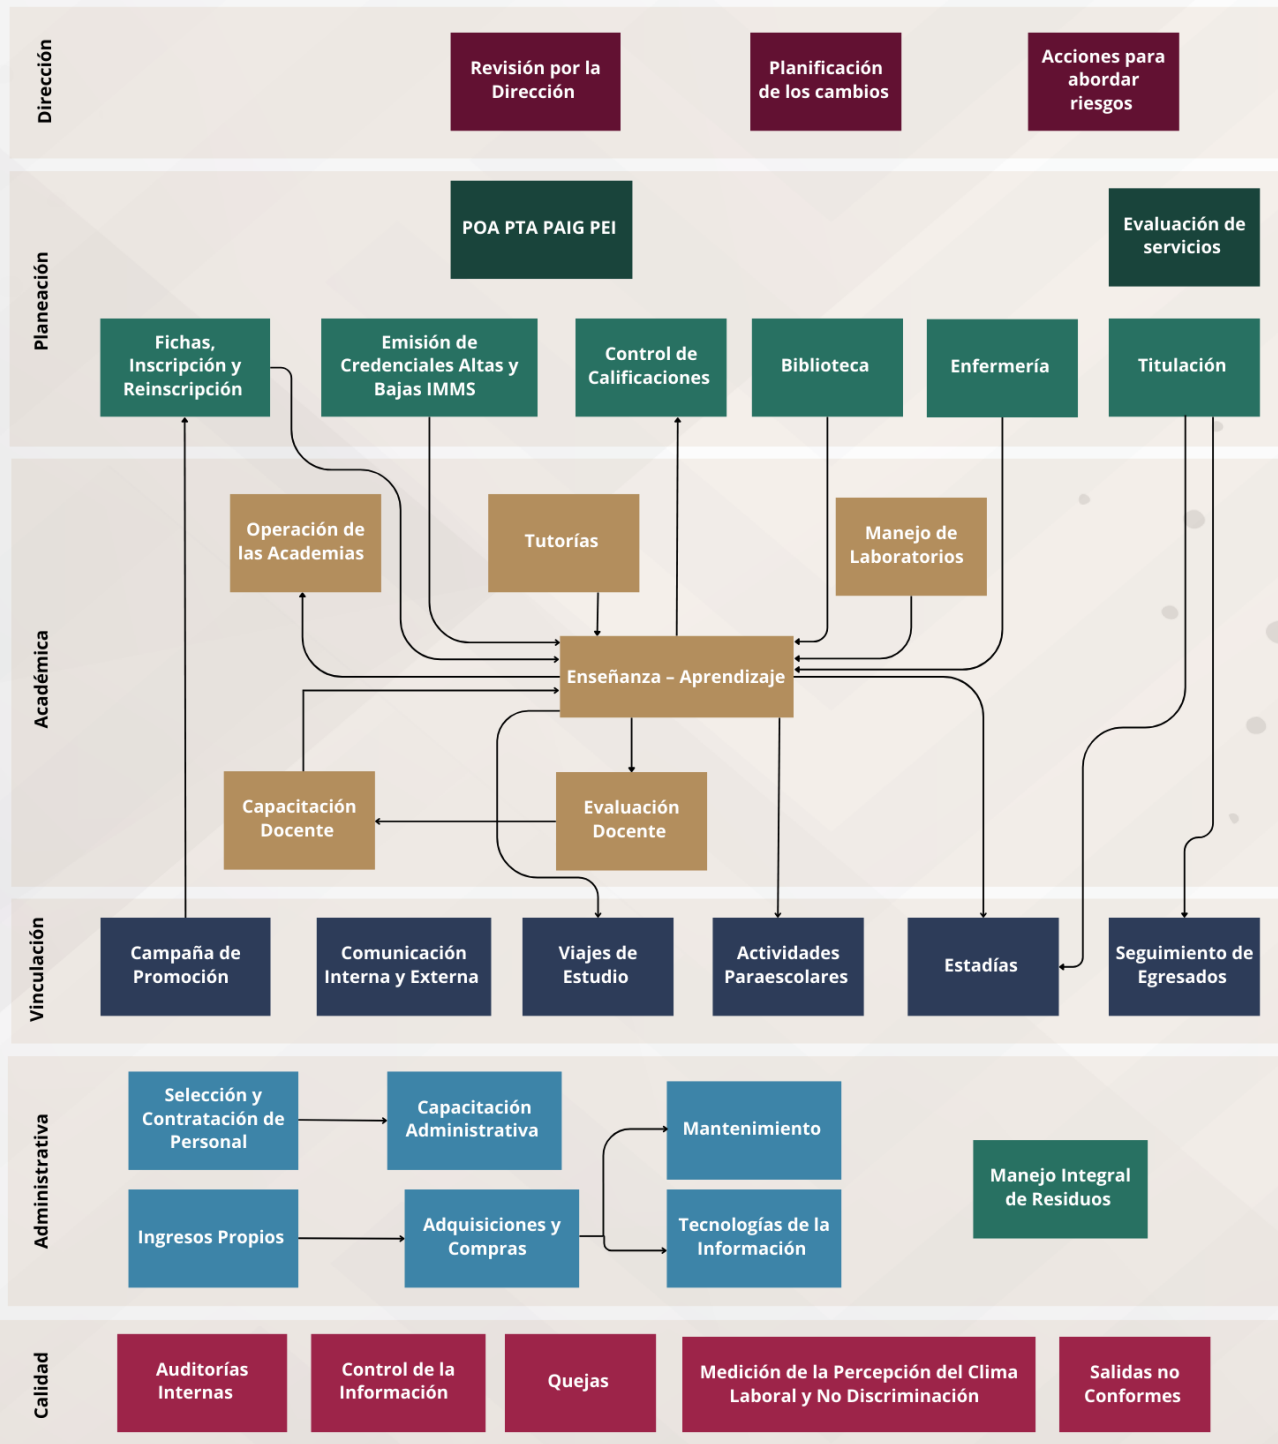 Dirección
Revisión por la
Dirección
Planificación
de los cambios
Acciones para
abordar
riesgos
Planeación
POA PTA PAIG PEI
Evaluación de
servicios
Fichas,
Inscripción y
Reinscripción
Emisión de
Credenciales Altas y
Bajas IMMS
Control de
Calificaciones
Biblioteca
Enfermería
Titulación
Académica
Operación de
las Academias
Tutorías
Manejo de
Laboratorios
Enseñanza – Aprendizaje
Capacitación
Docente
Evaluación
Docente
Vinculación
Campaña de
Promoción
Comunicación
Interna y Externa
Viajes de
Estudio
Actividades
Paraescolares
Estadías
Seguimiento de
Egresados
Administrativa
Selección y
Contratación de
Personal
Capacitación
Administrativa
Mantenimiento
Manejo Integral
de Residuos
Ingresos Propios
Adquisiciones y
Compras
Tecnologías de la
Información
Calidad
Auditorías
Internas
Control de la
Información
Quejas
Medición de la Percepción del Clima
Laboral y No Discriminación
Salidas no
Conformes